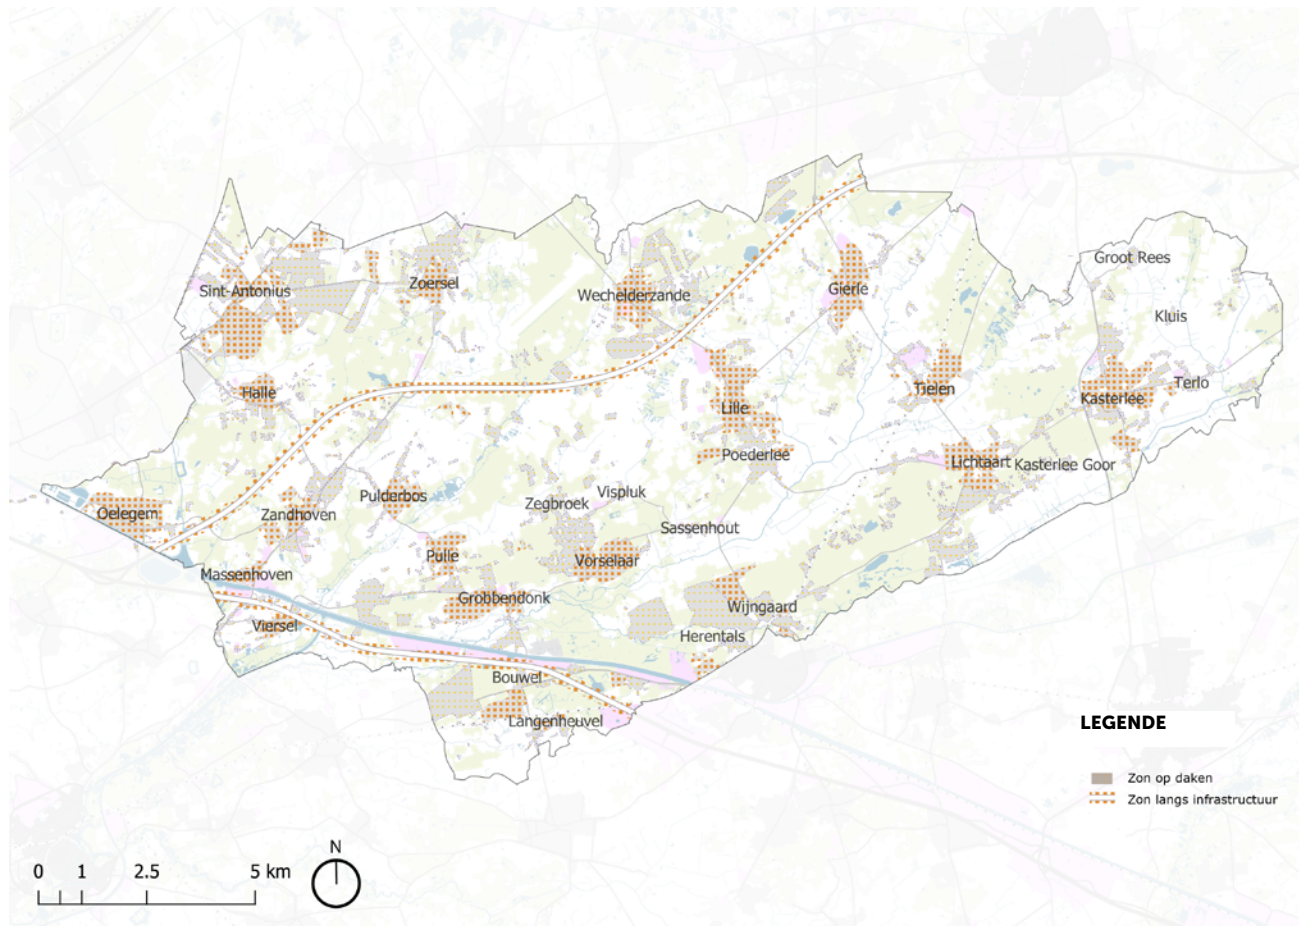 Groot Rees
Zoersel
Sint-Antonius
Wechelderzande
Gierle
Kluis
Halle
Tielen
Terlo
Kasterlee
Lille
Poederlee
Lichtaart
Kasterlee Goor
Pulderbos
Vispluk
Zegbroek
Oelegem
Zandhoven
Sassenhout
Pulle
Vorselaar
Massenhoven
Grobbendonk
Wijngaard
Viersel
Herentals
Bouwel
Langenheuvel
LEGENDE
Zon op daken
Zon langs infrastructuur
N
0 1 2.5 5 km